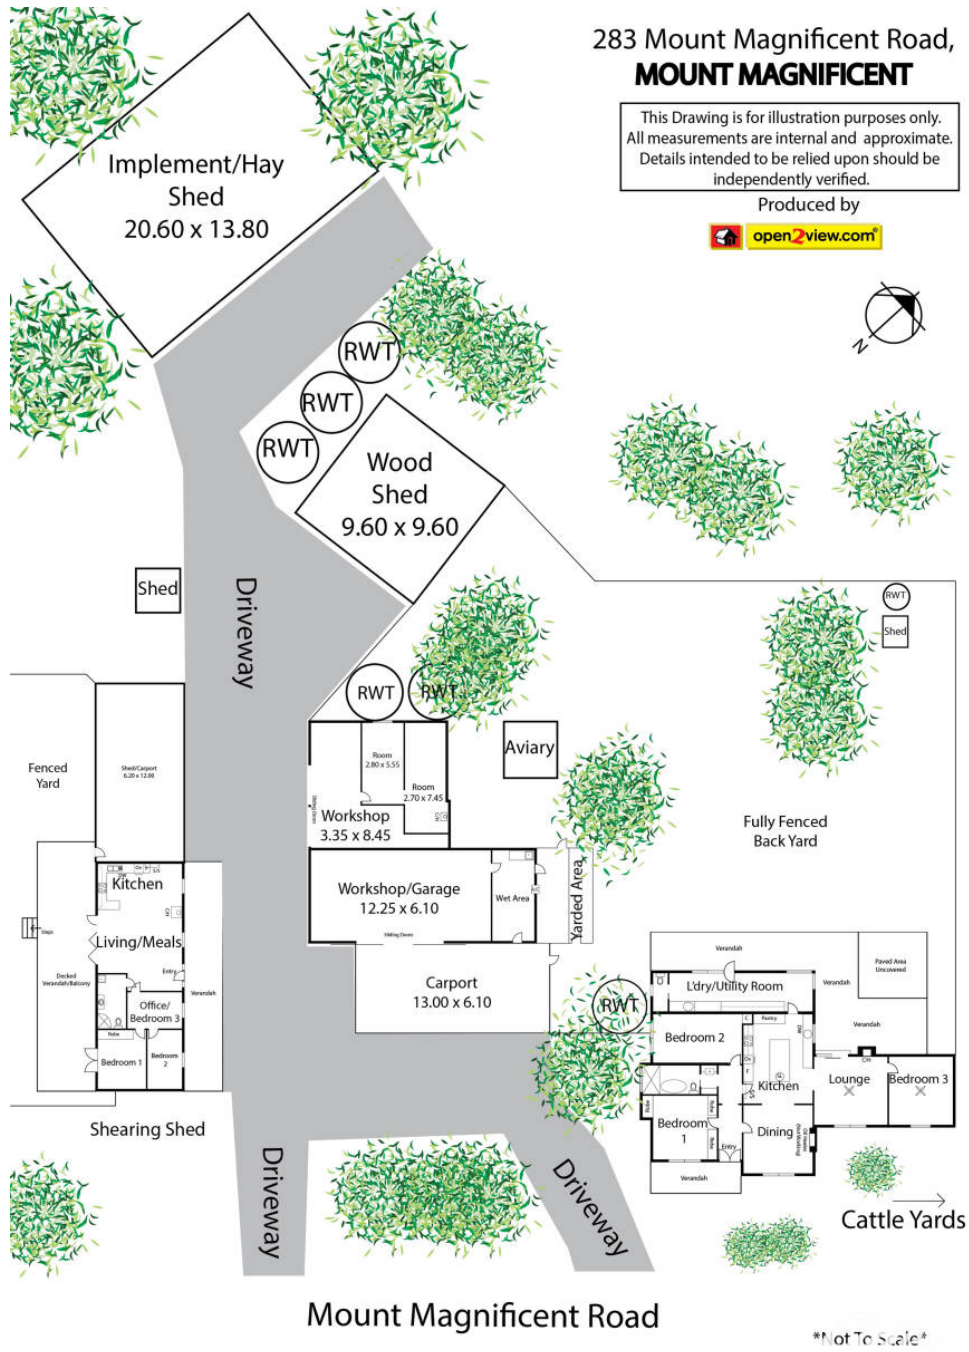 283 Mount Magnificent Road,
MOUNT MAGNIFICENT
This Drawing is for illustration purposes only.
All measurements are internal and approximate.
Details intended to be relied upon should be
independently verified.
Produced by
open2view.com®
N
Implement/Hay
Shed
20.60 x 13.80
RWT
RWT
RWT
Wood
Shed
9.60 x 9.60
Shed
Driveway
RWT
Shed
RWT
RWT
Aviary
Fenced
Yard
Shed/Carport
6.20 x 12.80
Room
2.80 x 5.55
Room
2.70 x 7.45
Sliding Doors
Workshop
3.35 x 8.45
Fully Fenced
Back Yard
Workshop/Garage
12.25 x 6.10
Sliding Doors
Wet Area
Yarded Area
Kitchen
Living/Meals
Steps
Decked
Verandah/Balcony
Entry
Verandah
Office/
Bedroom 3
Robe
Bedroom 1
Bedroom
2
Shearing Shed
Carport
13.00 x 6.10
RWT
Verandah
Paved Area
Uncovered
L'dry/Utility Room
Verandah
Verandah
Bedroom 2
Pantry
Kitchen
Lounge
Bedroom 3
Robe
Bedroom
1
Robe
Robe
Entry
Dining
Verandah
Cattle Yards
Driveway
Driveway
Mount Magnificent Road
*Not To Scale*